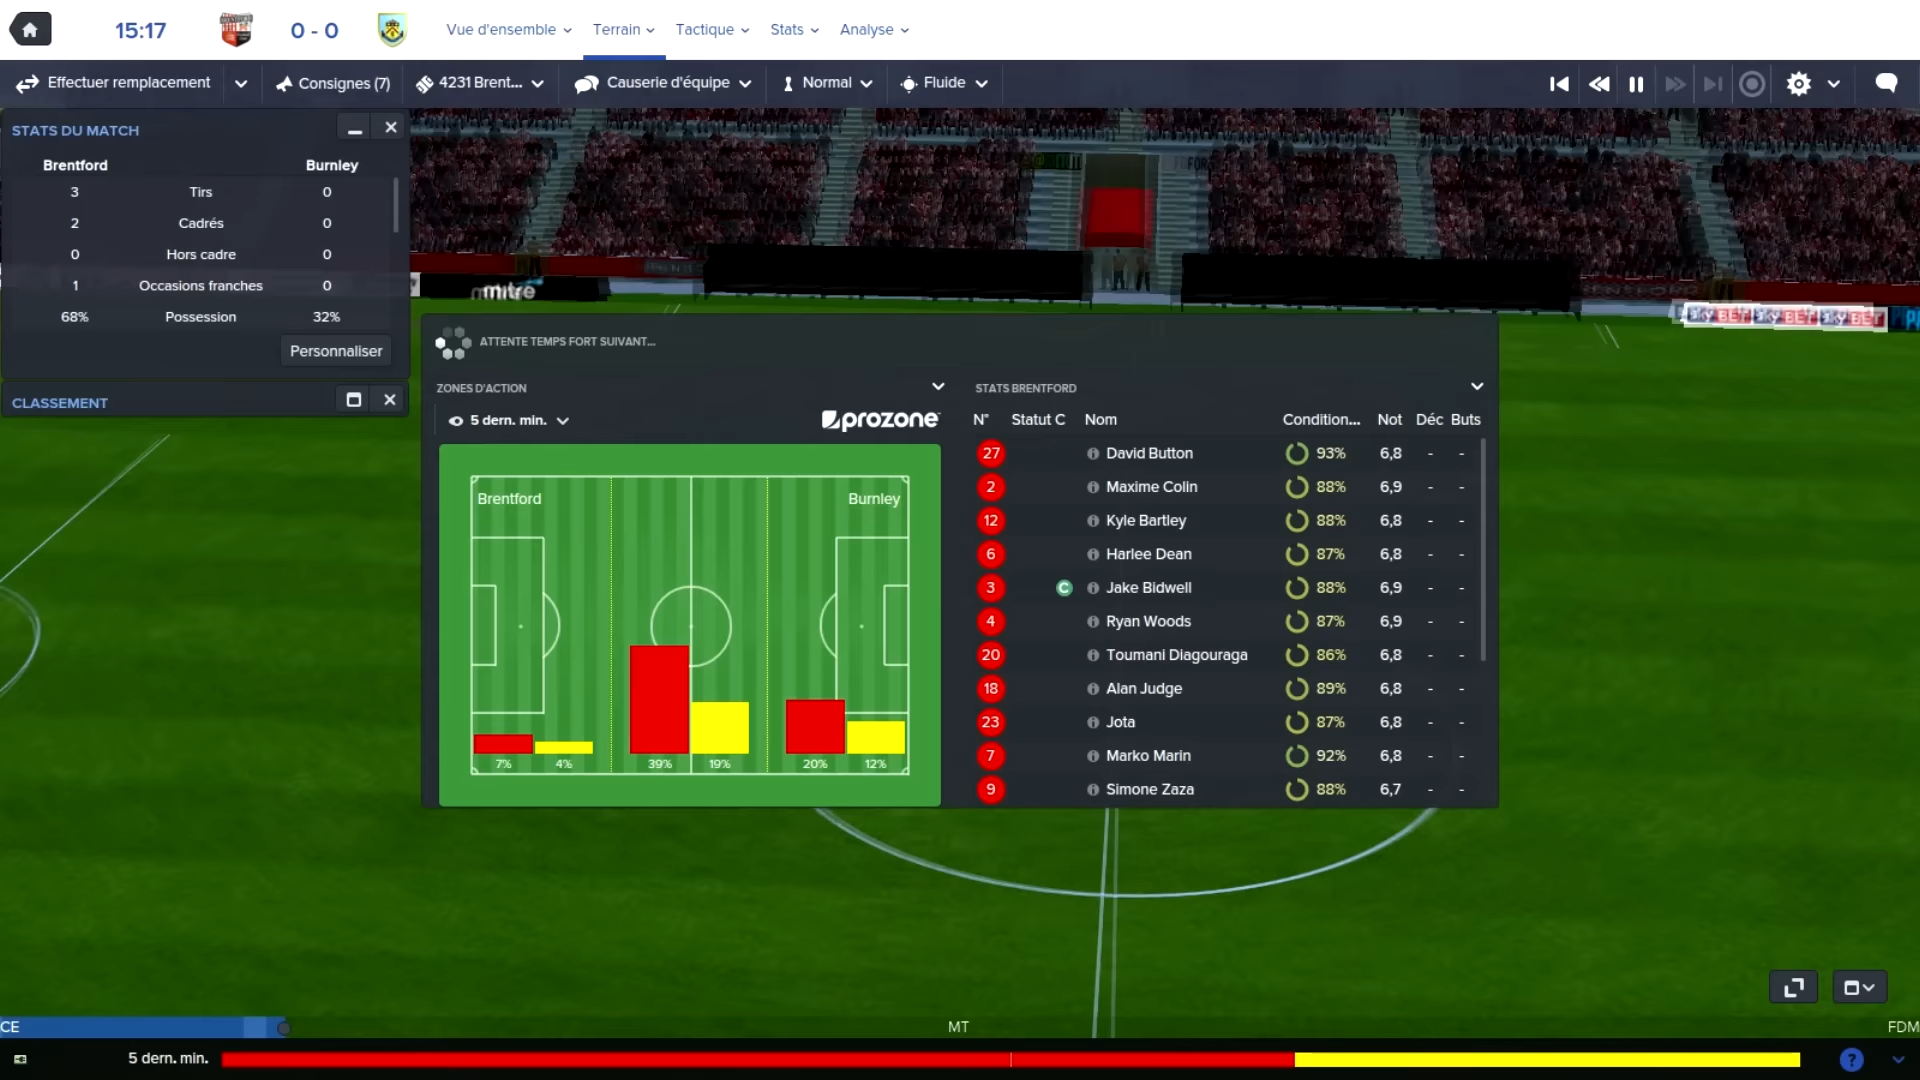 15:17
0 - 0
Vue d'ensemble
Terrain
Tactique
Stats
Analyse
Effectuer remplacement
Consignes (7)
4231 Brent...
Causerie d'équipe
Normal
Fluide
STATS DU MATCH
Brentford Burnley
3 Tirs 0
2 Cadrés 0
0 Hors cadre 0
1 Occasions franches 0
68% Possession 32%
Personnaliser
CLASSEMENT
mitre
SKY BET SKY BET SKY BET
ATTENTE TEMPS FORT SUIVANT...
ZONES D'ACTION
5 dern. min.
prozone
Brentford Burnley
7% 4% 39% 19% 20% 12%
STATS BRENTFORD
N° Statut C Nom Condition... Not Déc Buts
27 David Button 93% 6,8 - -
2 Maxime Colin 88% 6,9 - -
12 Kyle Bartley 88% 6,8 - -
6 Harlee Dean 87% 6,8 - -
3 C Jake Bidwell 88% 6,9 - -
4 Ryan Woods 87% 6,9 - -
20 Toumani Diagouraga 86% 6,8 - -
18 Alan Judge 89% 6,8 - -
23 Jota 87% 6,8 - -
7 Marko Marin 92% 6,8 - -
9 Simone Zaza 88% 6,7 - -
CE MT FDM
5 dern. min.
?